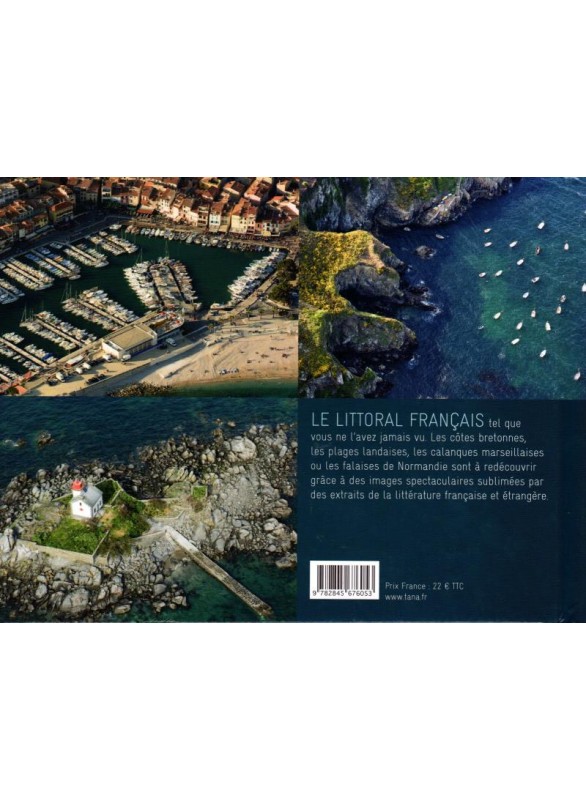 LE LITTORAL FRANÇAIS tel que
vous ne l'avez jamais vu. Les côtes bretonnes,
les plages landaises, les calanques marseillaises
ou les falaises de Normandie sont à redécouvrir
grâce à des images spectaculaires sublimées par
des extraits de la littérature française et étrangère.
Prix France : 22 € TTC
www.tana.fr
9 782845 676053